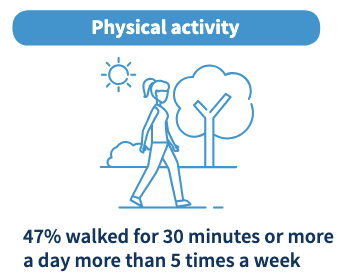 Physical activity
47% walked for 30 minutes or more
a day more than 5 times a week